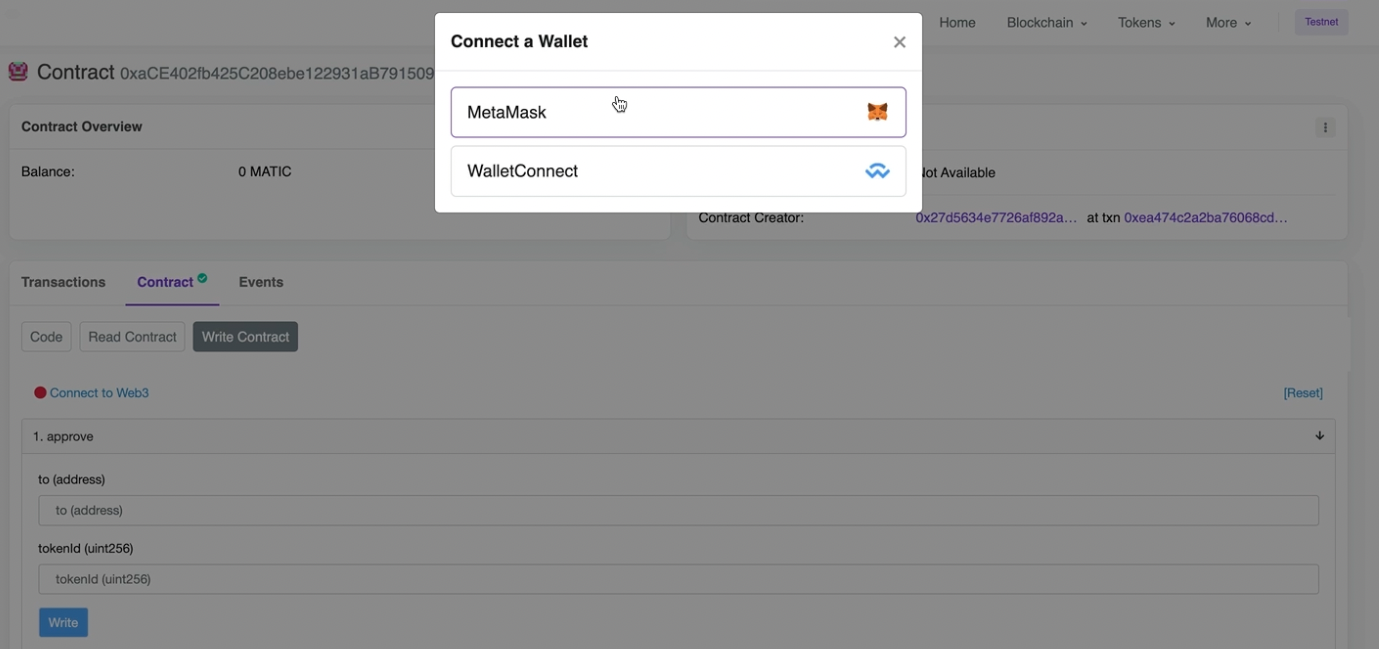 Home Blockchain Tokens More Testnet
Connect a Wallet
MetaMask
WalletConnect
Contract 0xaCE402fb425C208ebe122931aB791509
Contract Overview
Balance: 0 MATIC
Not Available
Contract Creator: 0x27d5634e7726af892a... at txn 0xea474c2a2ba76068cd...
Transactions Contract Events
Code Read Contract Write Contract
Connect to Web3 [Reset]
1. approve
to (address)
to (address)
tokenId (uint256)
tokenId (uint256)
Write